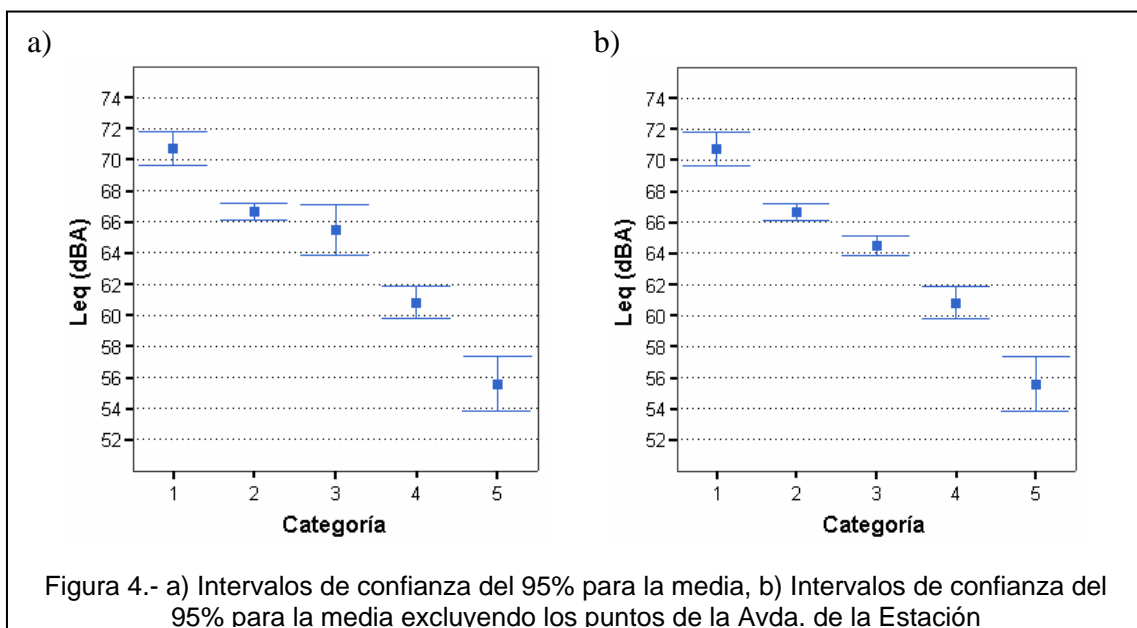 a)
b)
74
72
70
68
66
64
62
60
58
56
54
52
Leq (dBA)
1 2 3 4 5
Categoría
74
72
70
68
66
64
62
60
58
56
54
52
Leq (dBA)
1 2 3 4 5
Categoría
Figura 4.- a) Intervalos de confianza del 95% para la media, b) Intervalos de confianza del
95% para la media excluyendo los puntos de la Avda. de la Estación